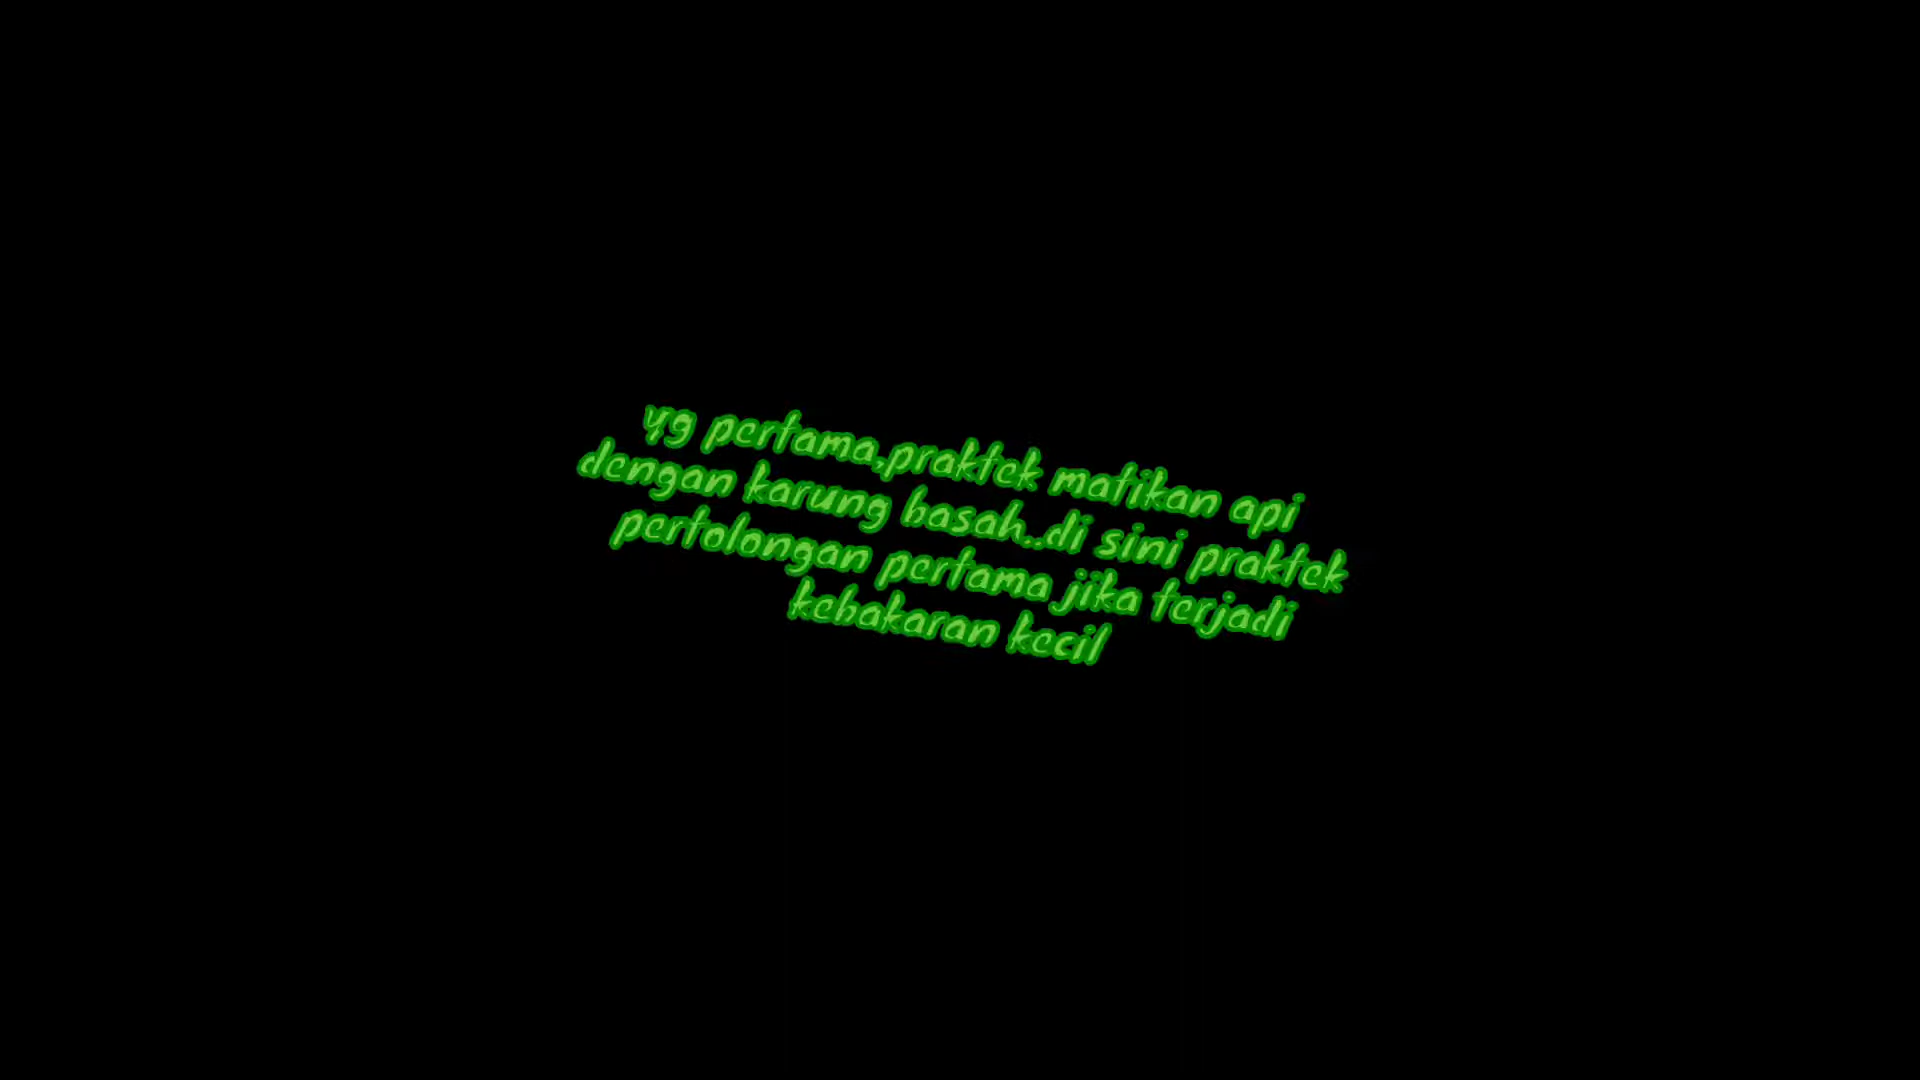 yg pertama,praktek matikan api
dengan karung basah..di sini praktek
pertolongan pertama jika terjadi
kebakaran kecil